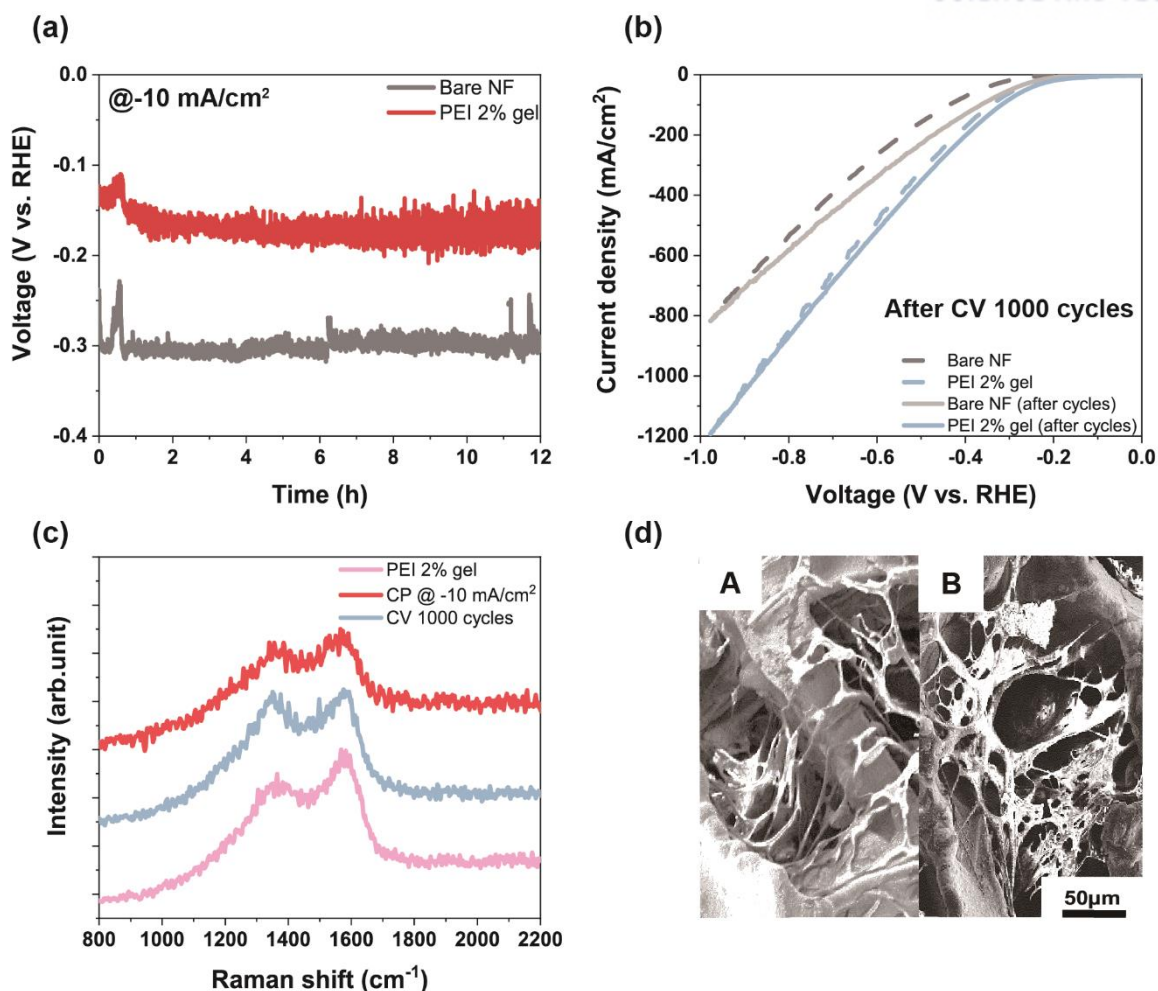 (a)
@-10 mA/cm²
Bare NF
PEI 2% gel
0.0
-0.1
-0.2
-0.3
-0.4
Voltage (V vs. RHE)
0 2 4 6 8 10 12
Time (h)
(b)
0
-200
-400
-600
-800
-1000
-1200
Current density (mA/cm²)
After CV 1000 cycles
Bare NF
PEI 2% gel
Bare NF (after cycles)
PEI 2% gel (after cycles)
-1.0 -0.8 -0.6 -0.4 -0.2 0.0
Voltage (V vs. RHE)
(c)
PEI 2% gel
CP @ -10 mA/cm²
CV 1000 cycles
Intensity (arb.unit)
800 1000 1200 1400 1600 1800 2000 2200
Raman shift (cm⁻¹)
(d)
A
B
50μm